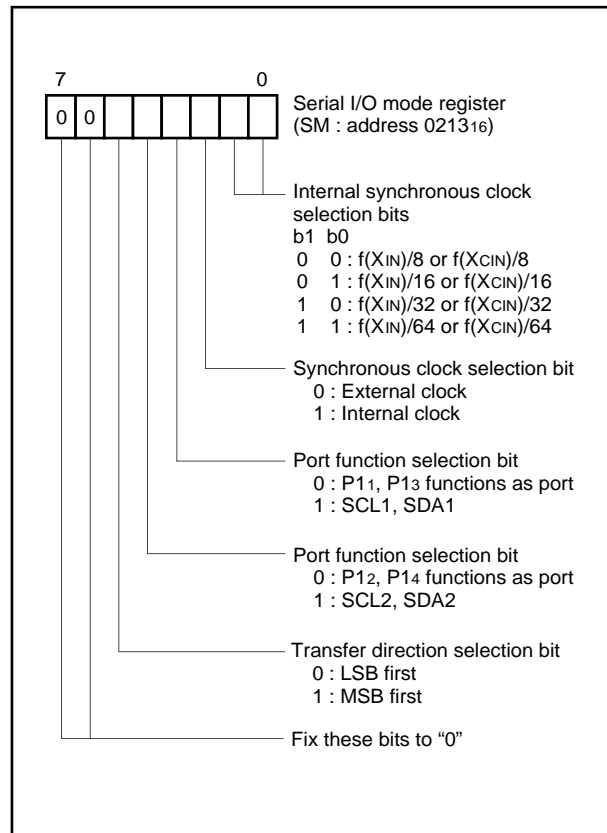 7 0
0 0
Serial I/O mode register
(SM : address 021316)
Internal synchronous clock
selection bits
b1 b0
0 0 : f(XIN)/8 or f(XCIN)/8
0 1 : f(XIN)/16 or f(XCIN)/16
1 0 : f(XIN)/32 or f(XCIN)/32
1 1 : f(XIN)/64 or f(XCIN)/64
Synchronous clock selection bit
0 : External clock
1 : Internal clock
Port function selection bit
0 : P11, P13 functions as port
1 : SCL1, SDA1
Port function selection bit
0 : P12, P14 functions as port
1 : SCL2, SDA2
Transfer direction selection bit
0 : LSB first
1 : MSB first
Fix these bits to “0”